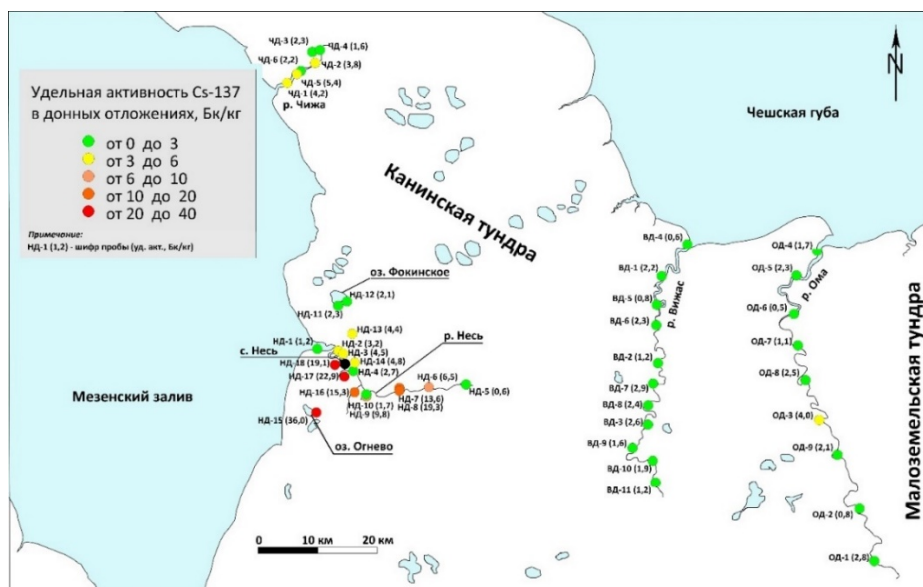 ЧД-3 (2,3)
ЧД-4 (1,6)
ЧД-6 (2,2)
ЧД-2 (3,8)
ЧД-5 (5,4)
ЧД-1 (4,2)
р. Чижа
Чешская губа
Удельная активность Cs-137
в донных отложениях, Бк/кг
от 0 до 3
от 3 до 6
от 6 до 10
от 10 до 20
от 20 до 40
Примечание:
НД-1 (1,2) - шифр пробы (уд. акт., Бк/кг)
Канинская тундра
ВД-4 (0,6)
ОД-4 (1,7)
оз. Фокинское
ВД-1 (2,2)
ОД-5 (2,3)
р. Ома
НД-12 (2,1)
НД-11 (2,3)
ВД-5 (0,8)
р. Вижас
ОД-6 (0,5)
ВД-6 (2,3)
НД-13 (4,4)
р. Несь
НД-1 (1,2)
НД-2 (3,2)
НД-3 (4,5)
с. Несь
НД-18 (19,1)
НД-14 (4,8)
НД-4 (2,7)
НД-17 (22,9)
НД-6 (6,5)
НД-5 (0,6)
НД-16 (15,3)
НД-10 (1,7)
НД-9 (9,8)
НД-7 (13,6)
НД-8 (19,3)
НД-15 (36,0)
оз. Огнево
Мезенский залив
ОД-7 (1,1)
ВД-2 (1,2)
ОД-8 (2,5)
ВД-7 (2,9)
ВД-8 (2,4)
ВД-3 (2,6)
ОД-3 (4,0)
ВД-9 (1,6)
ОД-9 (2,1)
ВД-10 (1,9)
ВД-11 (1,2)
ОД-2 (0,8)
ОД-1 (2,8)
Малоземельская тундра
0 10 км 20 км
N